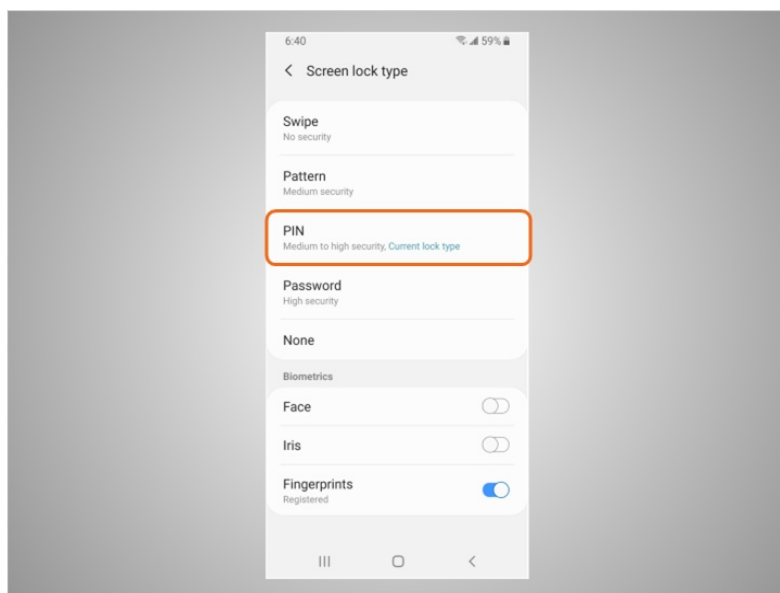 6:40 59%
Screen lock type
Swipe
No security
Pattern
Medium security
PIN
Medium to high security, Current lock type
Password
High security
None
Biometrics
Face
Iris
Fingerprints
Registered